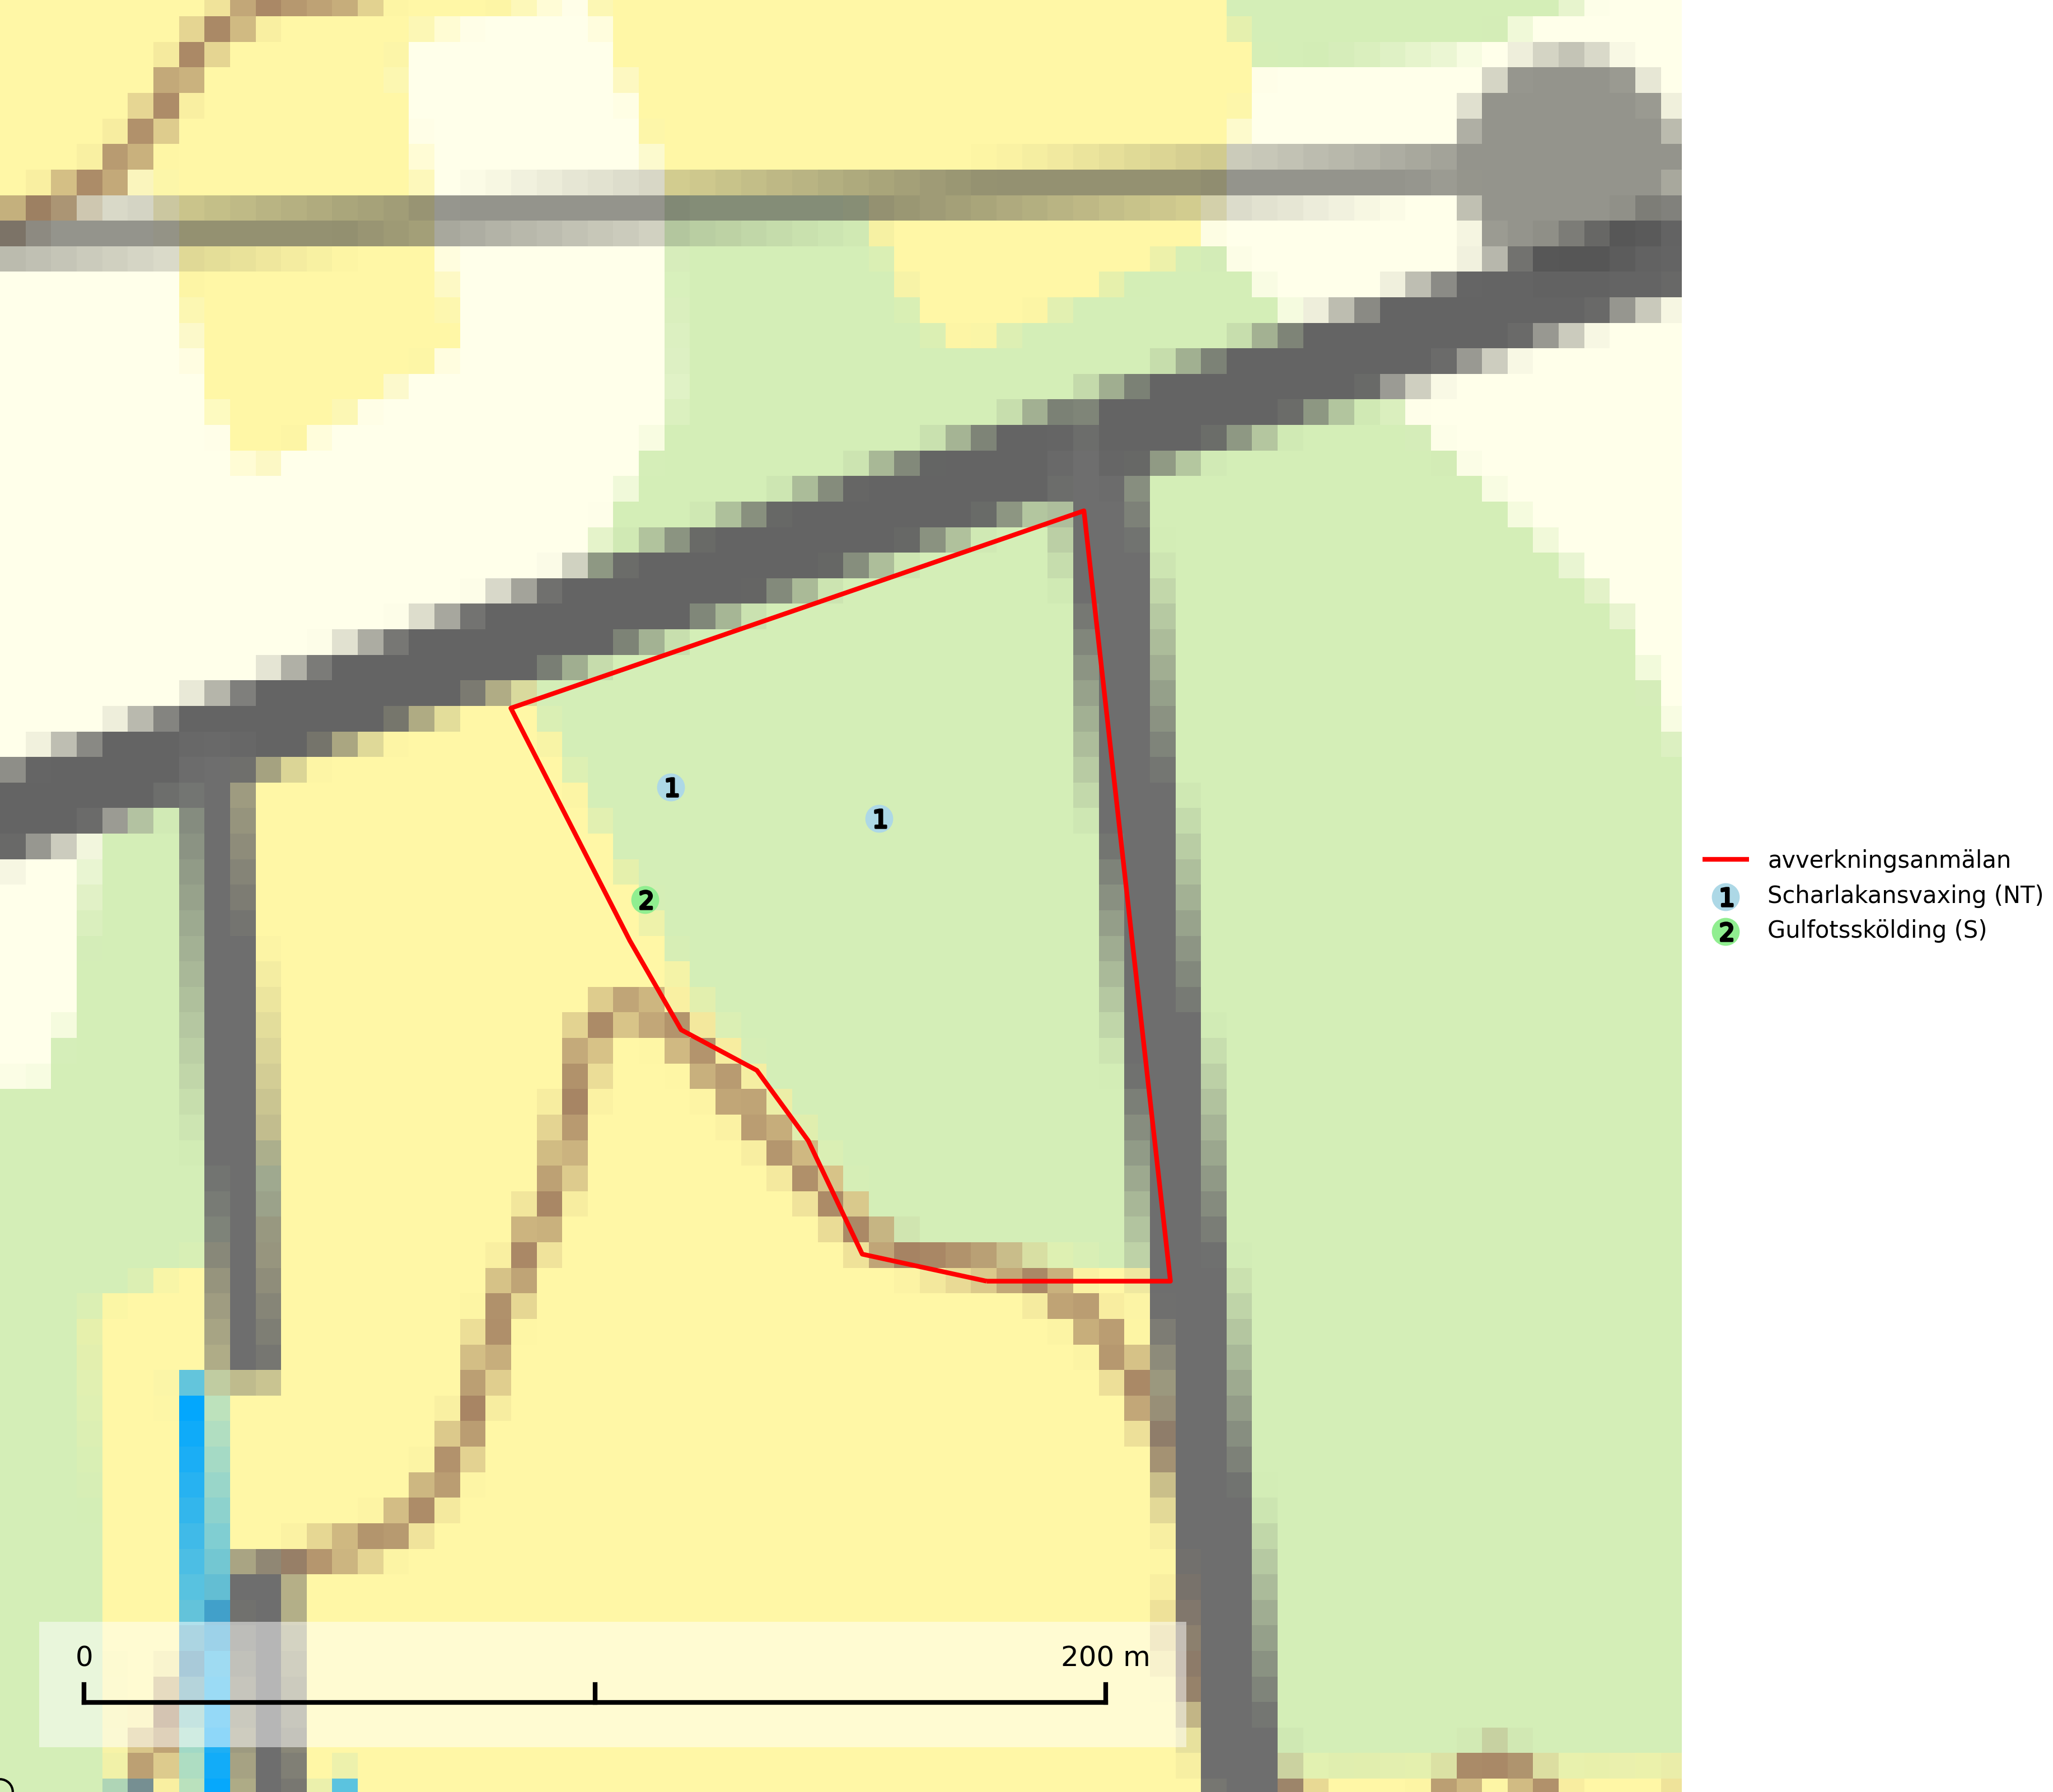 1
1
2
avverkningsanmälan
1 Scharlakansvaxing (NT)
2 Gulfotsskölding (S)
0 200 m